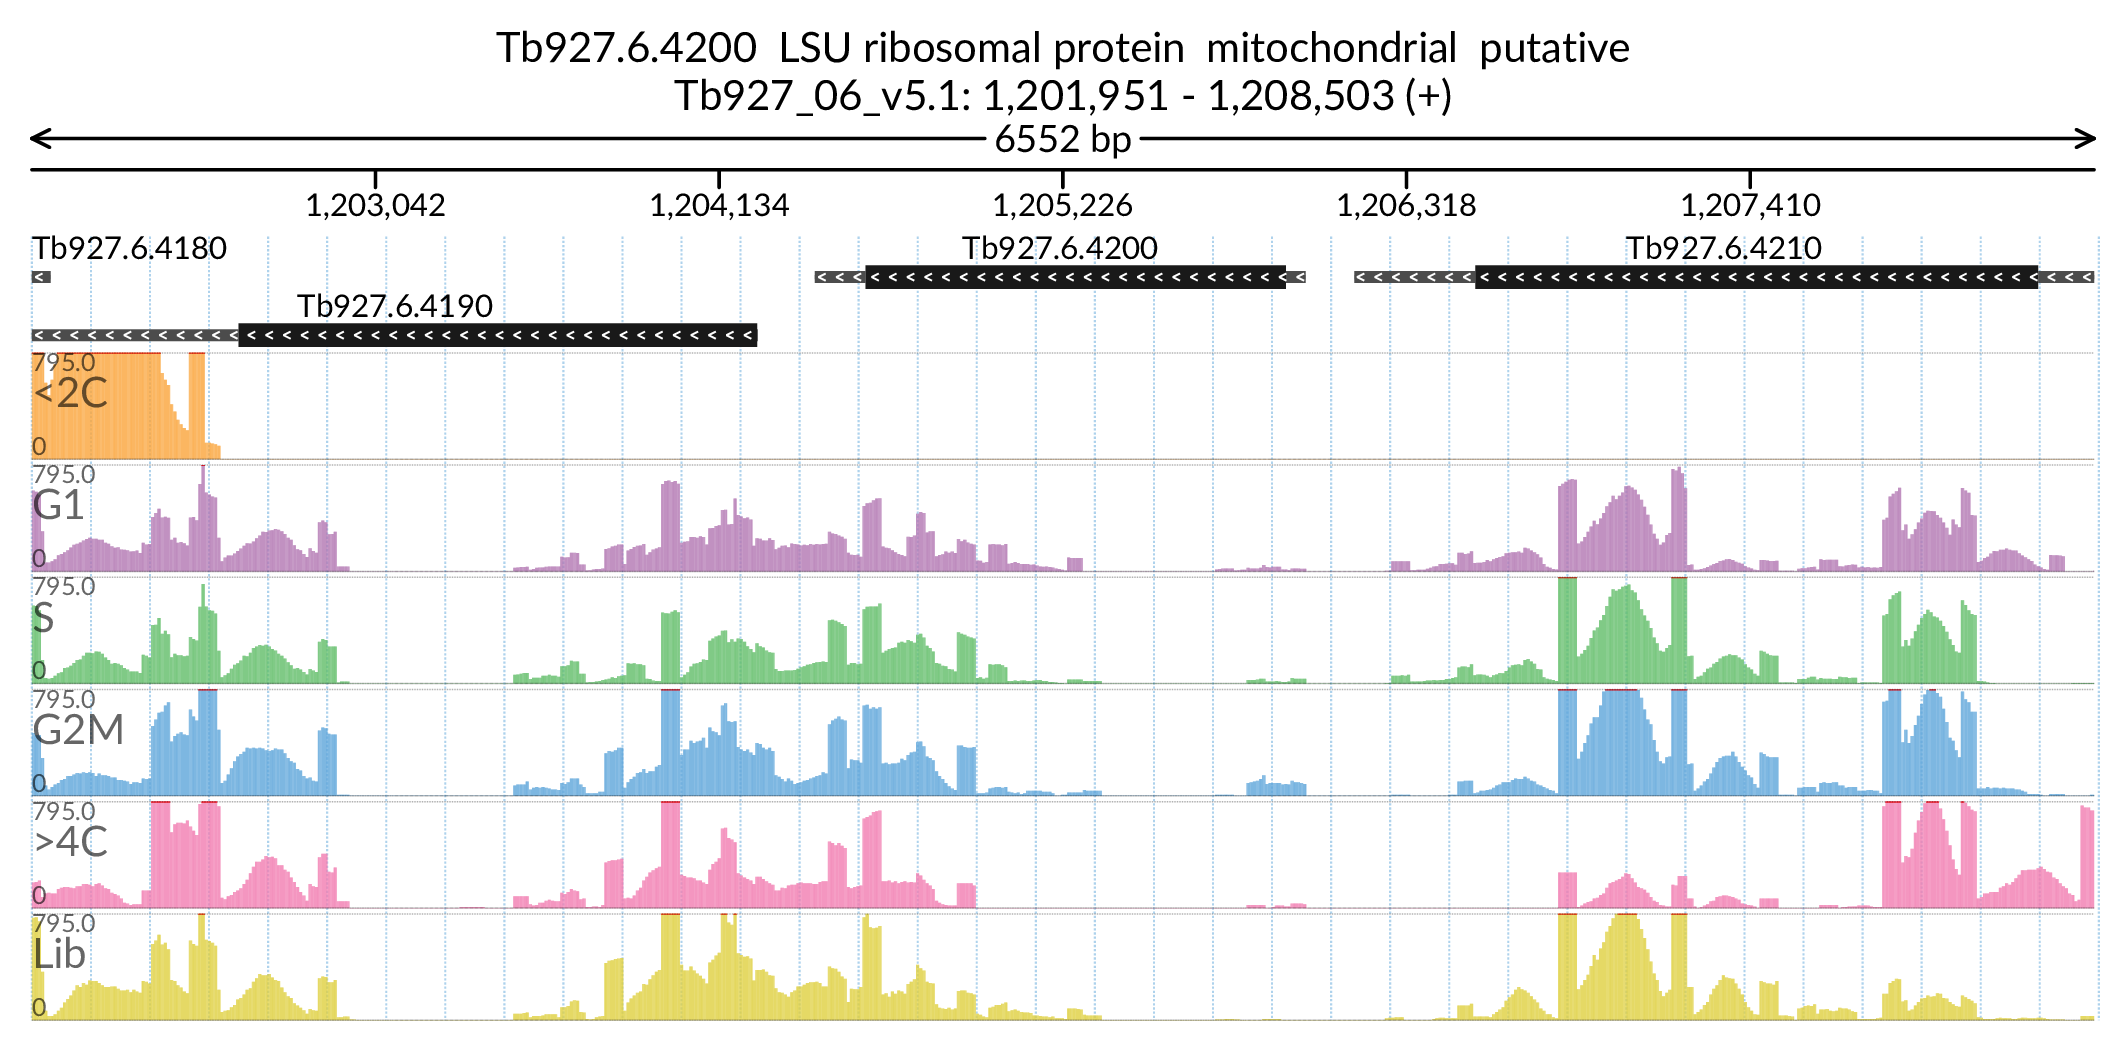 Tb927.6.4200  LSU ribosomal protein  mitochondrial  putative
Tb927_06_v5.1: 1,201,951 - 1,208,503 (+)
6552 bp
1,203,042 1,204,134 1,205,226 1,206,318 1,207,410
Tb927.6.4180 Tb927.6.4200 Tb927.6.4210
Tb927.6.4190
795.0
<2C
0
795.0
G1
0
795.0
S
0
795.0
G2M
0
795.0
>4C
0
795.0
Lib
0